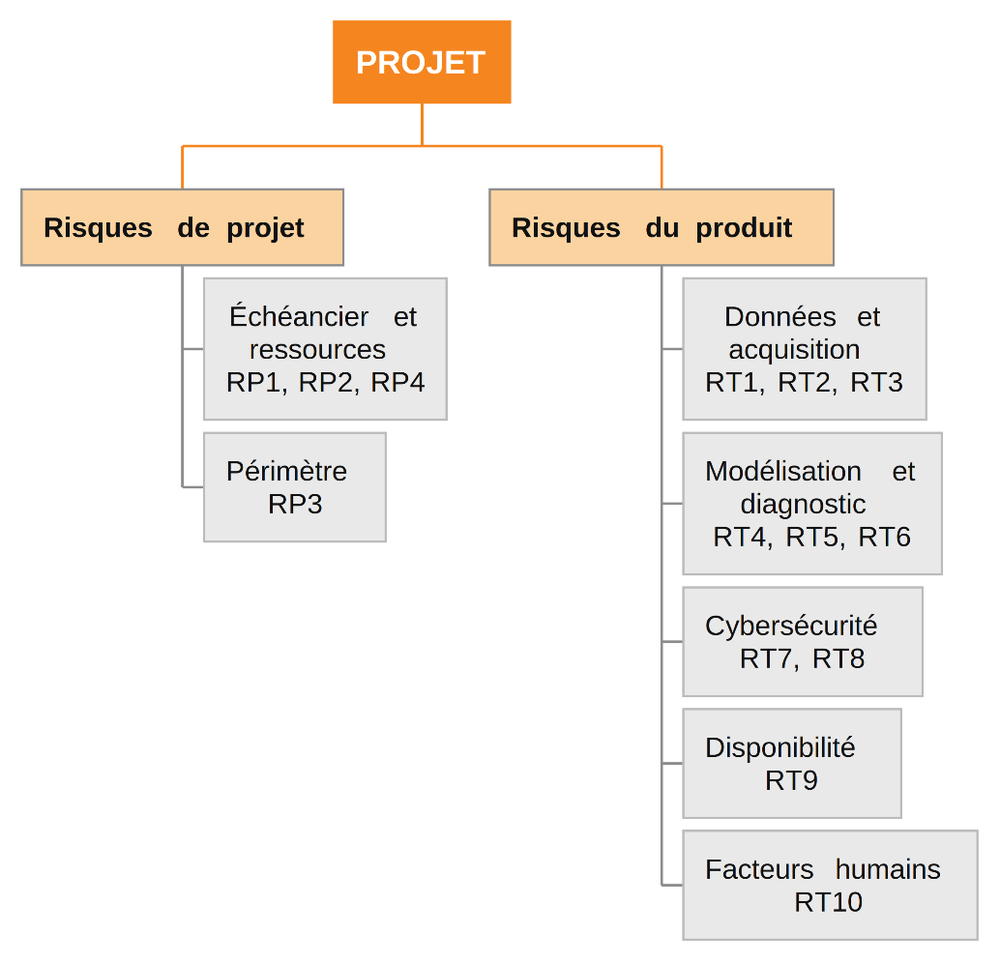 PROJET
Risques de projet
Échéancier et
ressources
RP1, RP2, RP4
Périmètre
RP3
Risques du produit
Données et
acquisition
RT1, RT2, RT3
Modélisation et
diagnostic
RT4, RT5, RT6
Cybersécurité
RT7, RT8
Disponibilité
RT9
Facteurs humains
RT10